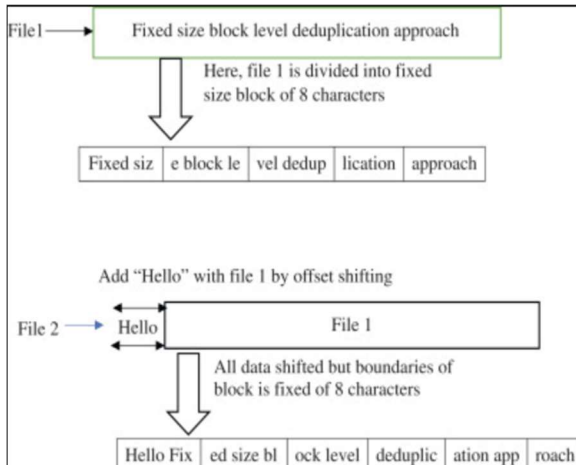 File1
Fixed size block level deduplication approach
Here, file 1 is divided into fixed
size block of 8 characters
Fixed siz e block le vel dedup lication approach
Add “Hello” with file 1 by offset shifting
File 2 Hello File 1
All data shifted but boundaries of
block is fixed of 8 characters
Hello Fix ed size bl ock level deduplic ation app roach